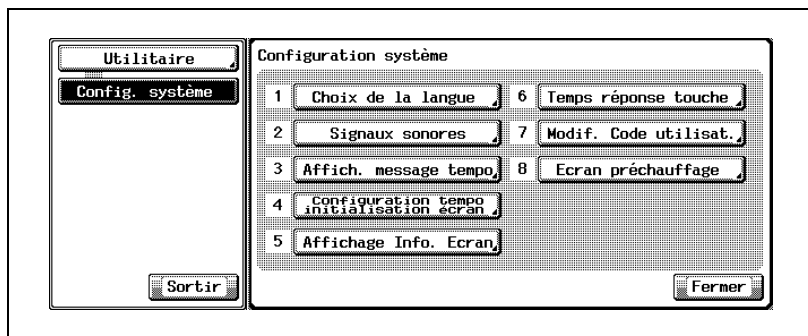 Utilitaire
Config. système
Sortir
Configuration système
1 Choix de la langue
2 Signaux sonores
3 Affich. message tempo
4 Configuration tempo
initialisation écran
5 Affichage Info. Ecran
6 Temps réponse touche
7 Modif. Code utilisat.
8 Ecran préchauffage
Fermer